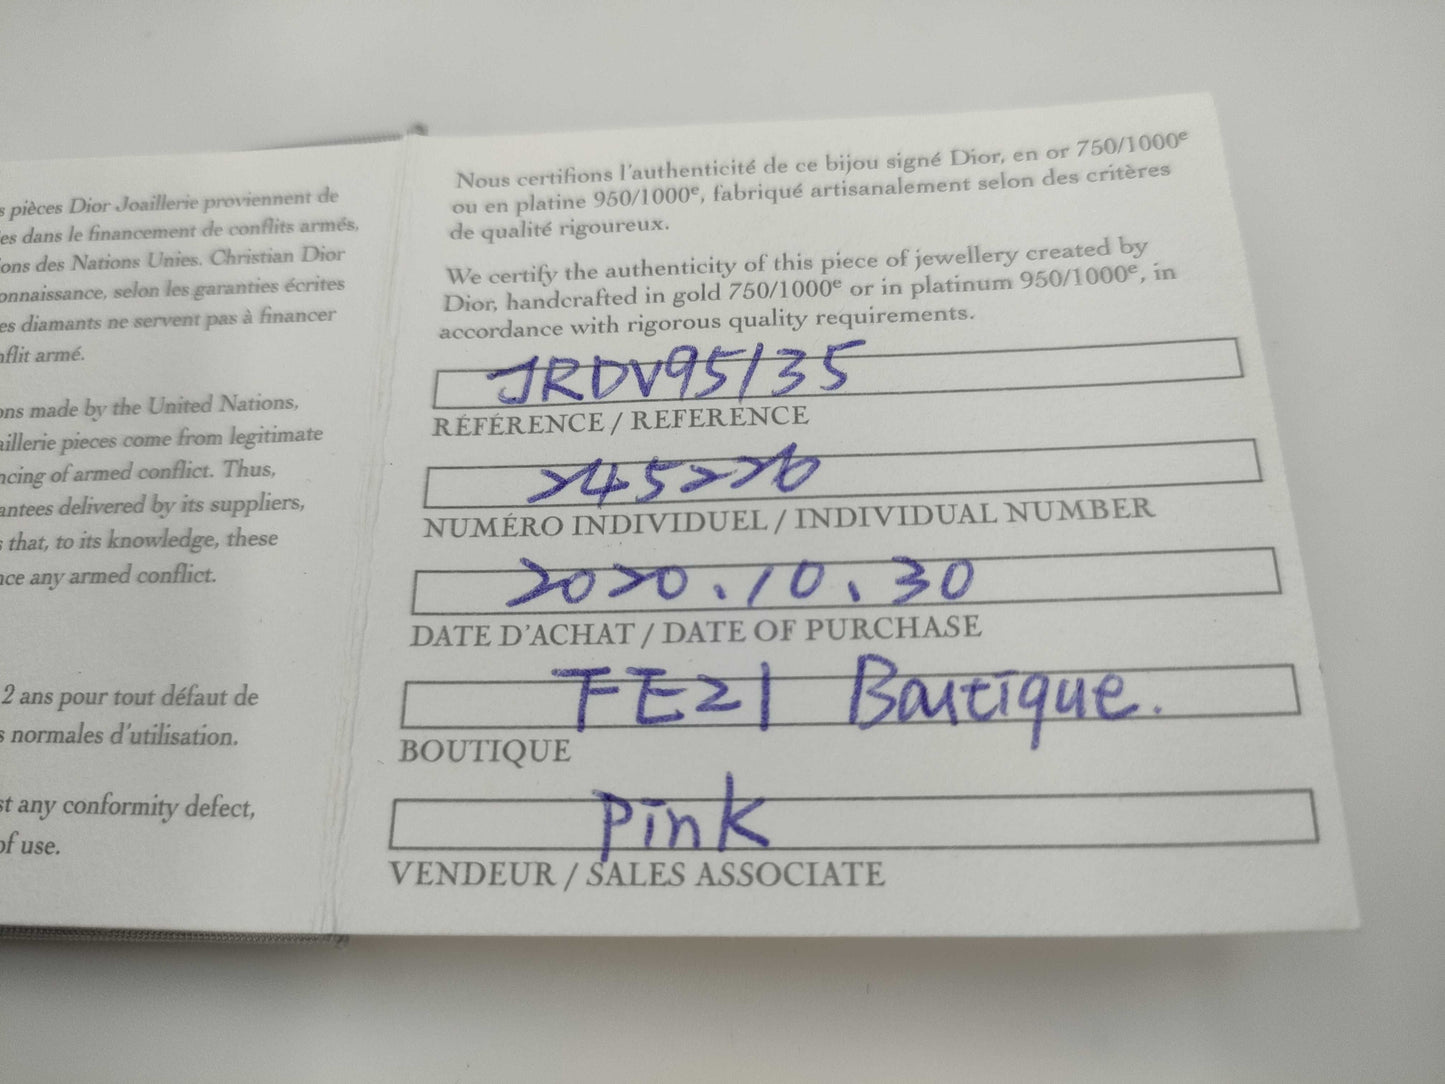 s pièces Dior Joaillerie proviennent de
es dans le financement de conflits armés,
ons des Nations Unies. Christian Dior
onnaissance, selon les garanties écrites
es diamants ne servent pas à financer
nflit armé.
ons made by the United Nations,
aillerie pieces come from legitimate
ncing of armed conflict. Thus,
antees delivered by its suppliers,
s that, to its knowledge, these
nce any armed conflict.
2 ans pour tout défaut de
s normales d'utilisation.
st any conformity defect,
of use.
Nous certifions l'authenticité de ce bijou signé Dior, en or 750/1000e
ou en platine 950/1000e, fabriqué artisanalement selon des critères
de qualité rigoureux.
We certify the authenticity of this piece of jewellery created by
Dior, handcrafted in gold 750/1000e or in platinum 950/1000e, in
accordance with rigorous quality requirements.
JRDV95135
RÉFÉRENCE / REFERENCE
2452226
NUMÉRO INDIVIDUEL / INDIVIDUAL NUMBER
2020.10.30
DATE D'ACHAT / DATE OF PURCHASE
FE21 Boutique.
BOUTIQUE
Pink
VENDEUR / SALES ASSOCIATE